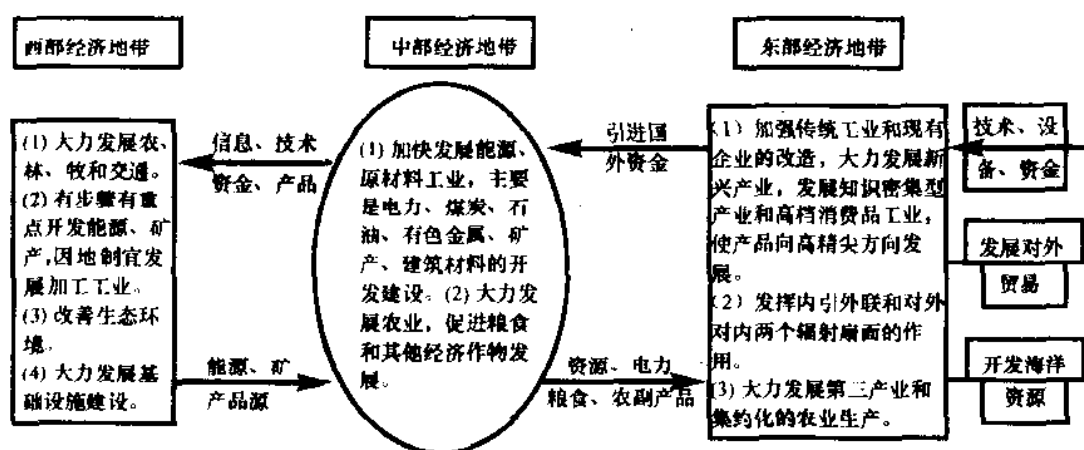 西部经济地带
中部经济地带
东部经济地带
(1) 大力发展农、
林、牧和交通。
(2) 有步骤有重
点开发能源、矿
产,因地制宜发
展加工工业。
(3) 改善生态环
境。
(4) 大力发展基
础设施建设。
信息、技术
资金、产品
能源、矿
产品源
(1) 加快发展能源、
原材料工业，主要
是电力、煤炭、石
油、有色金属、矿
产、建筑材料的开
发建设。(2) 大力发
展农业，促进粮食
和其他经济作物发
展。
引进国
外资金
资源、电力
粮食、农副产品
(1) 加强传统工业和现有
企业的改造，大力发展新
兴产业，发展知识密集型
产业和高档消费品工业，
使产品向高精尖方向发
展。
(2) 发挥内引外联和对外
对内两个辐射扇面的作
用。
(3) 大力发展第三产业和
集约化的农业生产。
技术、设
备、资金
发展对外
贸易
开发海洋
资源